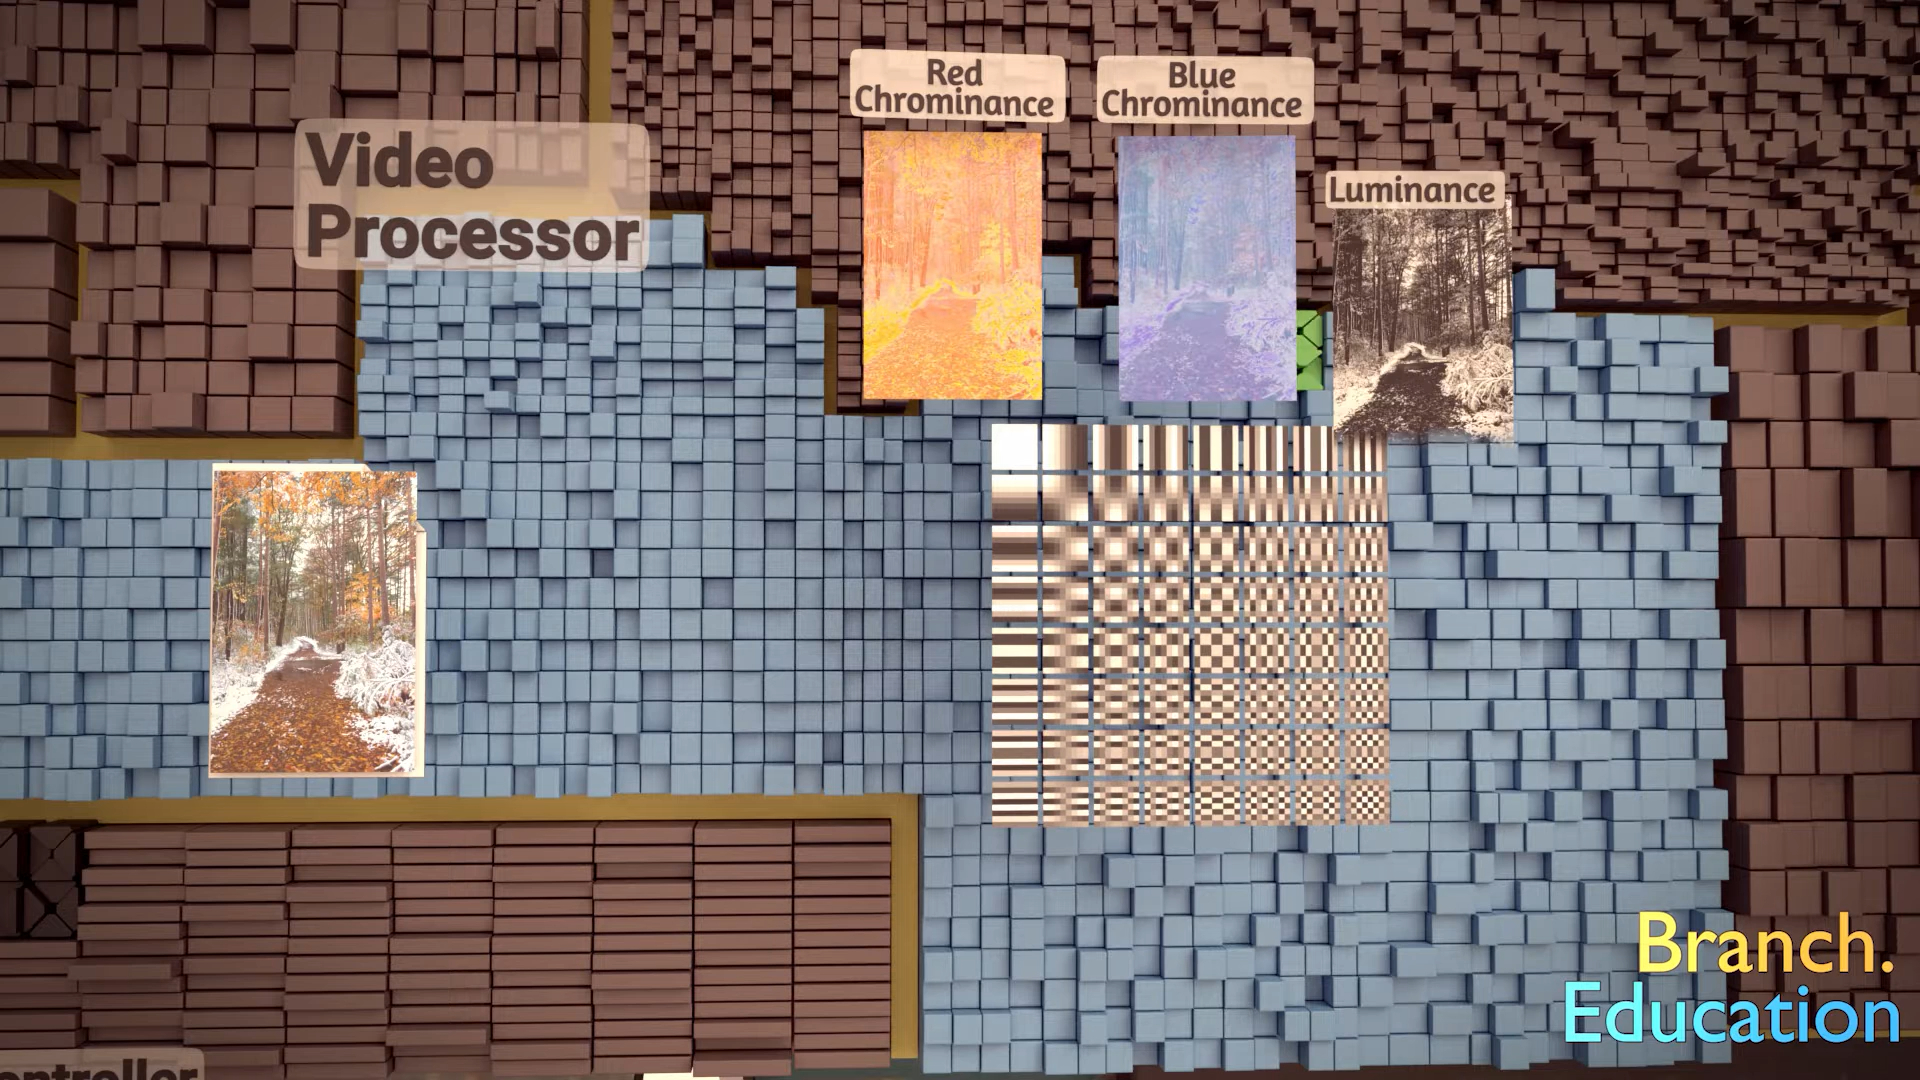 Red
Chrominance
Blue
Chrominance
Video
Processor
Luminance
Branch.
Education